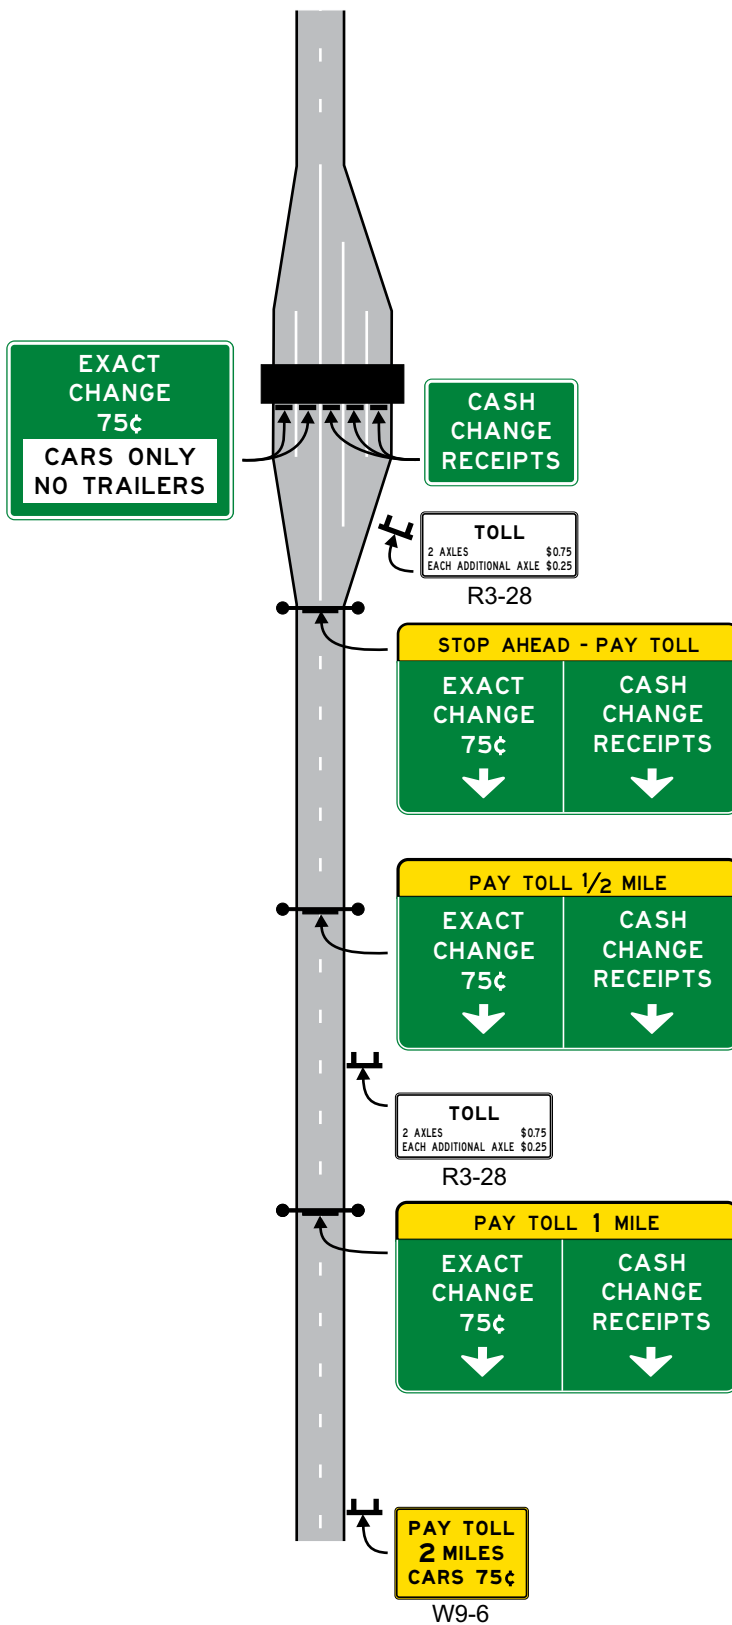 EXACT
CHANGE
75¢
CARS ONLY
NO TRAILERS
CASH
CHANGE
RECEIPTS
TOLL
2 AXLES $0.75
EACH ADDITIONAL AXLE $0.25
R3-28
STOP AHEAD - PAY TOLL
EXACT
CHANGE
75¢
CASH
CHANGE
RECEIPTS
PAY TOLL 1/2 MILE
EXACT
CHANGE
75¢
CASH
CHANGE
RECEIPTS
TOLL
2 AXLES $0.75
EACH ADDITIONAL AXLE $0.25
R3-28
PAY TOLL 1 MILE
EXACT
CHANGE
75¢
CASH
CHANGE
RECEIPTS
PAY TOLL
2 MILES
CARS 75¢
W9-6